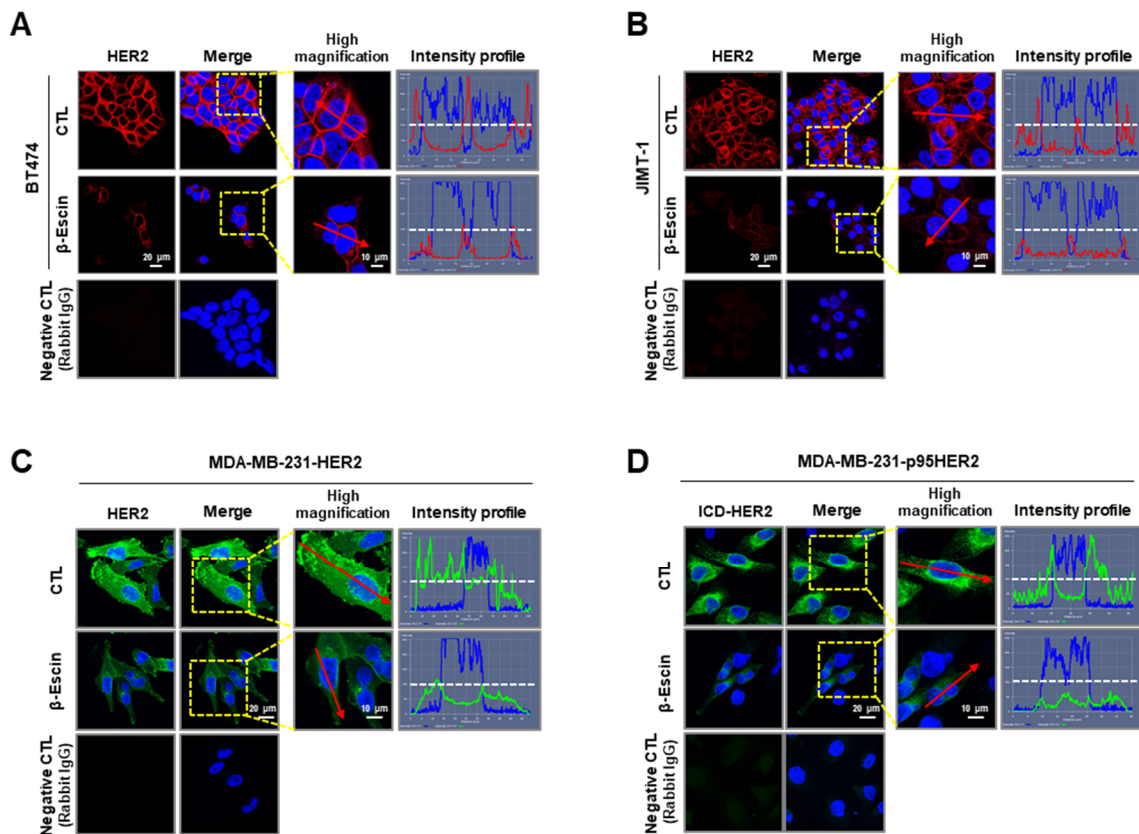 A
HER2
Merge
High
magnification
Intensity profile
BT474
CTL
β-Escin
20 μm
10 μm
Negative CTL
(Rabbit IgG)
B
HER2
Merge
High
magnification
Intensity profile
JIMT-1
CTL
β-Escin
20 μm
10 μm
Negative CTL
(Rabbit IgG)
C
MDA-MB-231-HER2
HER2
Merge
High
magnification
Intensity profile
CTL
β-Escin
20 μm
10 μm
Negative CTL
(Rabbit IgG)
D
MDA-MB-231-p95HER2
ICD-HER2
Merge
High
magnification
Intensity profile
CTL
β-Escin
20 μm
10 μm
Negative CTL
(Rabbit IgG)